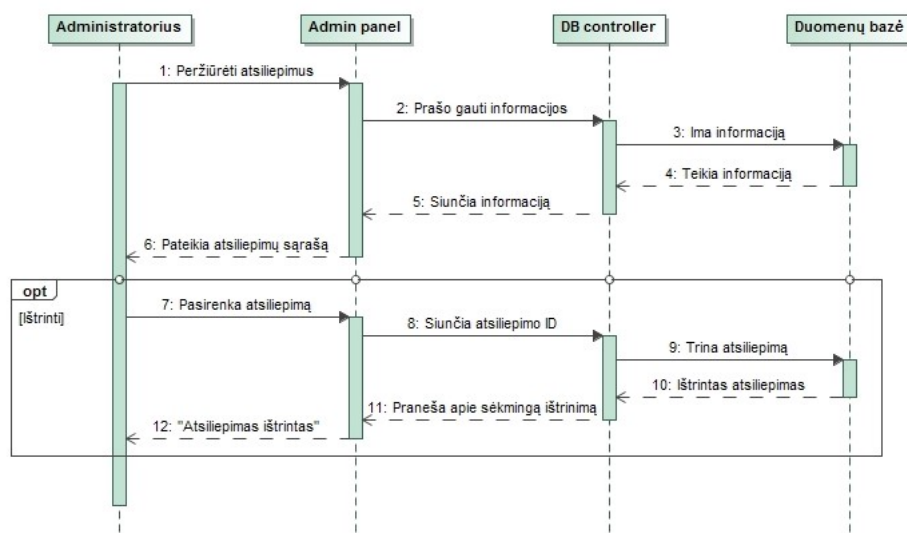 Administratorius
Admin panel
DB controller
Duomenų bazė
1: Peržiūrėti atsiliepimus
2: Prašo gauti informacijos
3: Ima informaciją
4: Teikia informaciją
5: Siunčia informaciją
6: Pateikia atsiliepimų sąrašą
opt
[Ištrinti]
7: Pasirenka atsiliepimą
8: Siunčia atsiliepimo ID
9: Trina atsiliepimą
10: Ištrintas atsiliepimas
11: Praneša apie sėkmingą ištrinimą
12: "Atsiliepimas ištrintas"